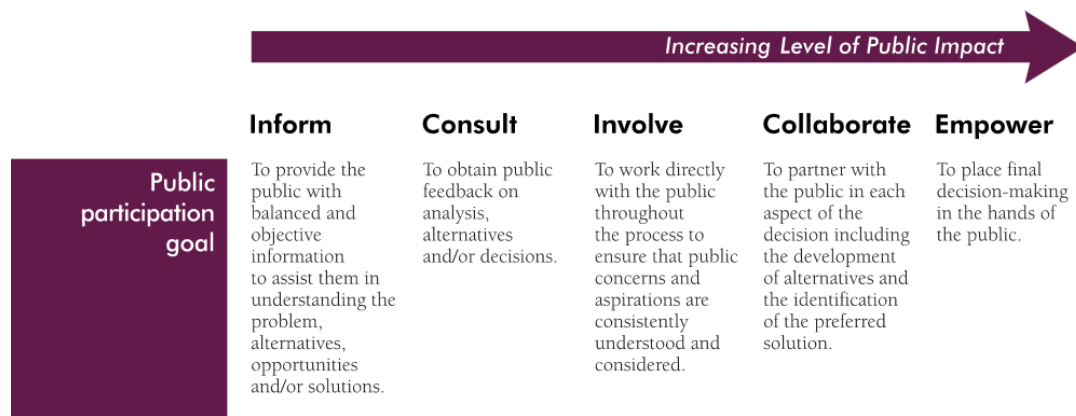 Increasing Level of Public Impact
Inform
Consult
Involve
Collaborate
Empower
Public
participation
goal
To provide the
public with
balanced and
objective
information
to assist them in
understanding the
problem,
alternatives,
opportunities
and/or solutions.
To obtain public
feedback on
analysis,
alternatives
and/or decisions.
To work directly
with the public
throughout
the process to
ensure that public
concerns and
aspirations are
consistently
understood and
considered.
To partner with
the public in each
aspect of the
decision including
the development
of alternatives and
the identification
of the preferred
solution.
To place final
decision-making
in the hands of
the public.